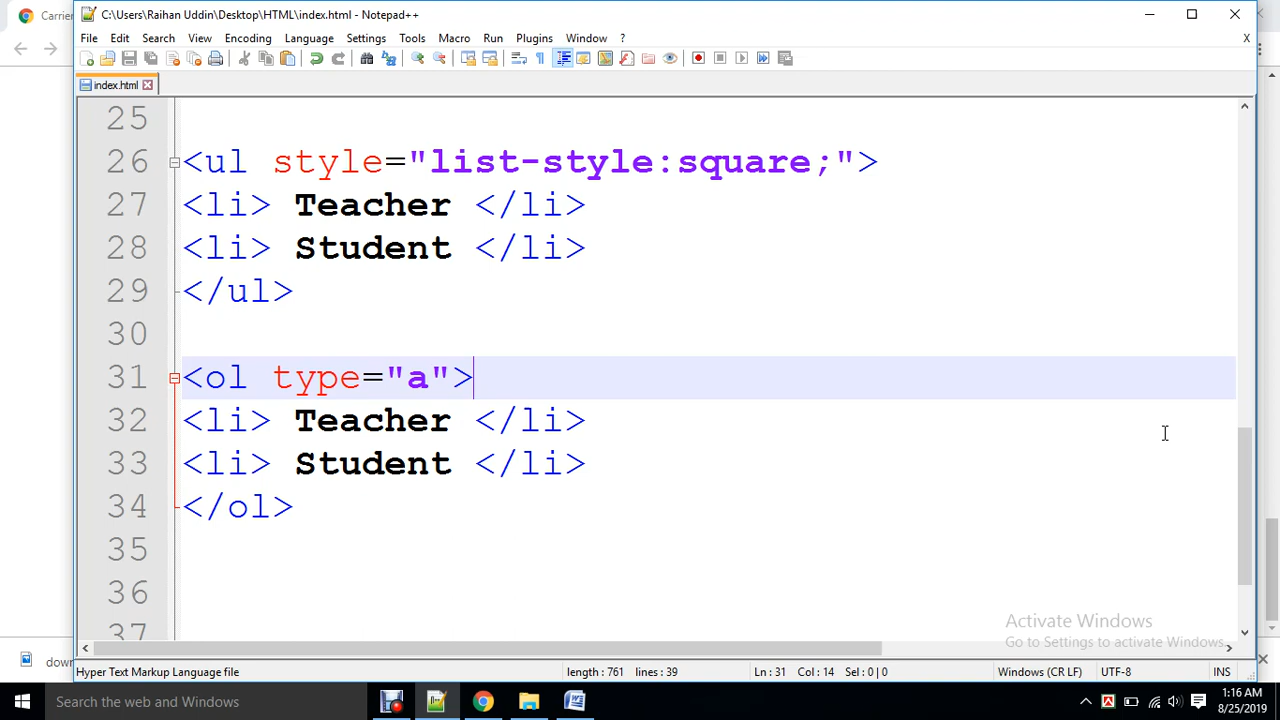 Carrier
C:\Users\Raihan Uddin\Desktop\HTML\index.html - Notepad++
File Edit Search View Encoding Language Settings Tools Macro Run Plugins Window ? X
index.html
25
26 <ul style="list-style:square;">
27 <li> Teacher </li>
28 <li> Student </li>
29 </ul>
30
31 <ol type="a">
32 <li> Teacher </li>
33 <li> Student </li>
34 </ol>
35
36
37
Activate Windows
Go to Settings to activate Windows.
dow
Hyper Text Markup Language file length : 761 lines : 39 Ln : 31 Col : 14 Sel : 0 | 0 Windows (CR LF) UTF-8 INS
Search the web and Windows
1:16 AM
8/25/2019